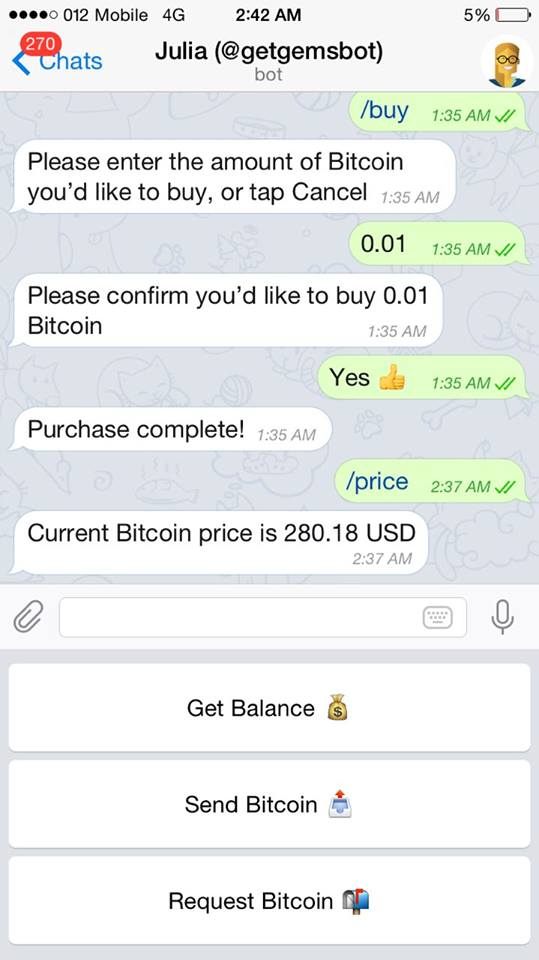 012 Mobile 4G 2:42 AM 5%
270
Chats
Julia (@getgemsbot)
bot
/buy 1:35 AM
Please enter the amount of Bitcoin
you'd like to buy, or tap Cancel 1:35 AM
0.01 1:35 AM
Please confirm you'd like to buy 0.01
Bitcoin 1:35 AM
Yes 👍 1:35 AM
Purchase complete! 1:35 AM
/price 2:37 AM
Current Bitcoin price is 280.18 USD
2:37 AM
Get Balance 💰
Send Bitcoin 📤
Request Bitcoin 📬